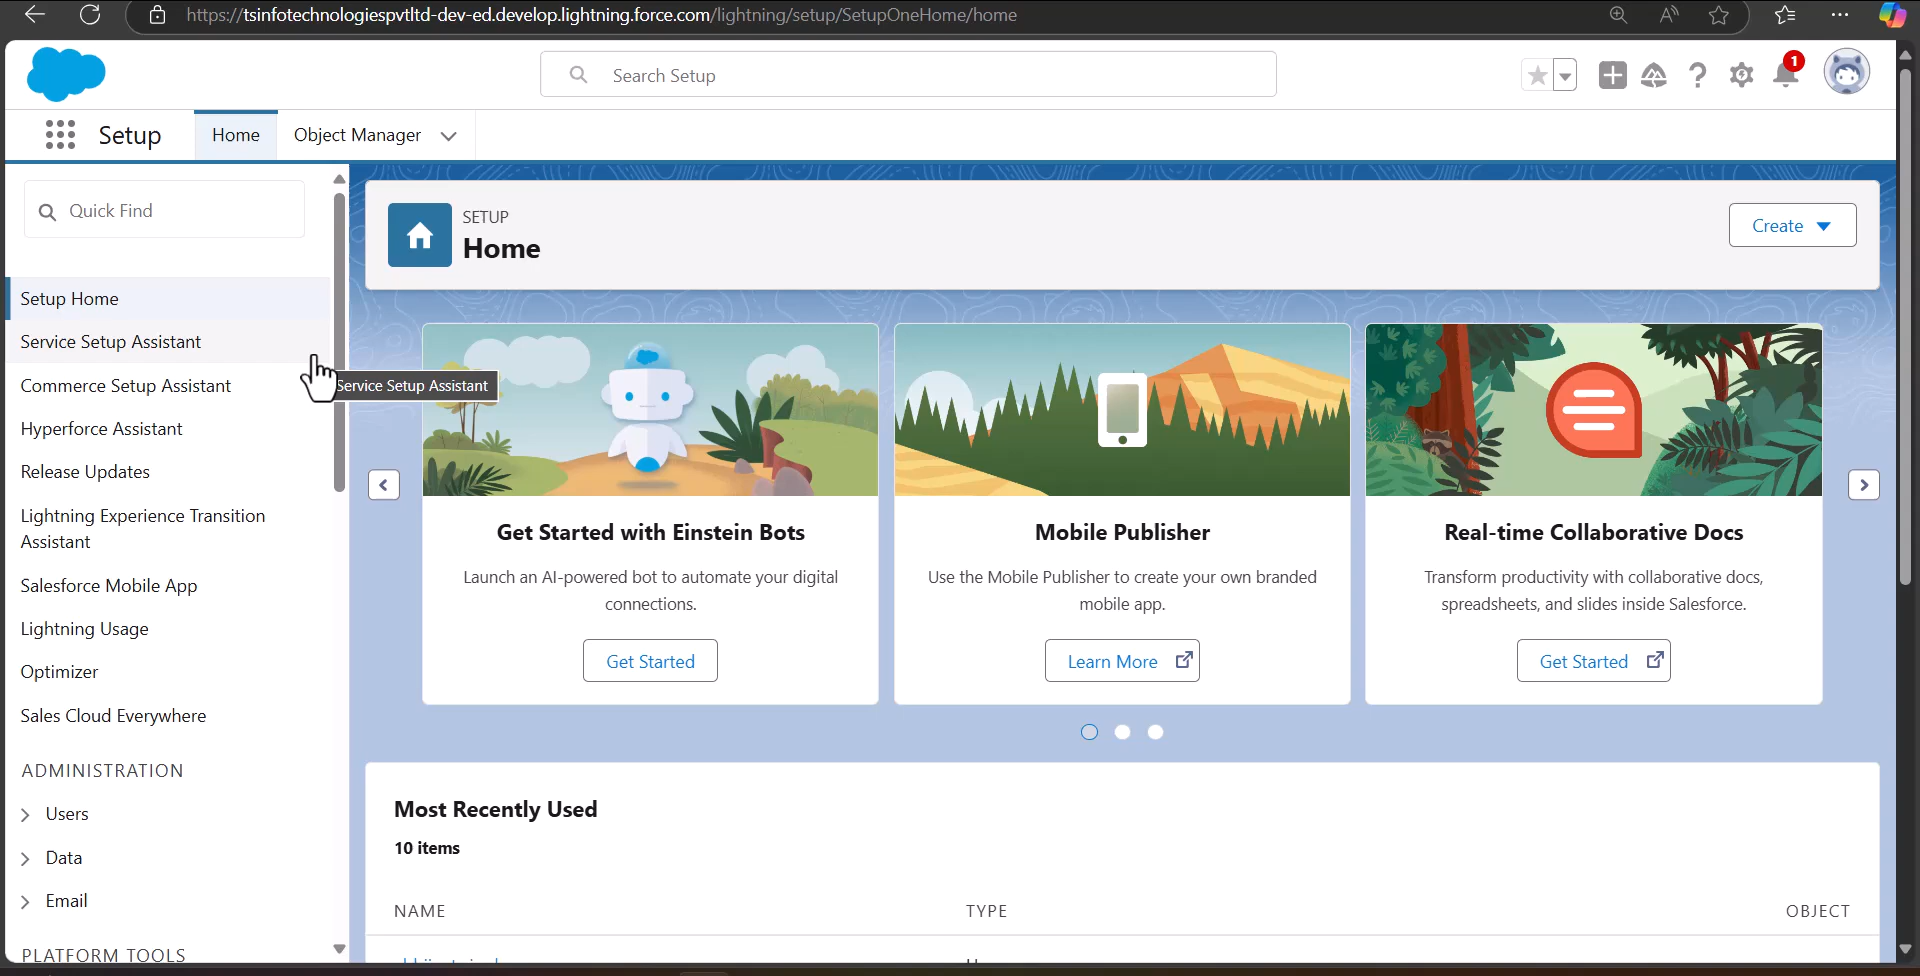 https://tsinfotechnologiespvtltd-dev-ed.develop.lightning.force.com/lightning/setup/SetupOneHome/home
Search Setup
1
Setup
Home
Object Manager
Quick Find
SETUP
Home
Create
Setup Home
Service Setup Assistant
Service Setup Assistant
Commerce Setup Assistant
Hyperforce Assistant
Release Updates
Lightning Experience Transition
Assistant
Salesforce Mobile App
Lightning Usage
Optimizer
Sales Cloud Everywhere
ADMINISTRATION
Users
Data
Email
PLATFORM TOOLS
Get Started with Einstein Bots
Launch an AI-powered bot to automate your digital
connections.
Get Started
Mobile Publisher
Use the Mobile Publisher to create your own branded
mobile app.
Learn More
Real-time Collaborative Docs
Transform productivity with collaborative docs,
spreadsheets, and slides inside Salesforce.
Get Started
Most Recently Used
10 items
NAME
TYPE
OBJECT